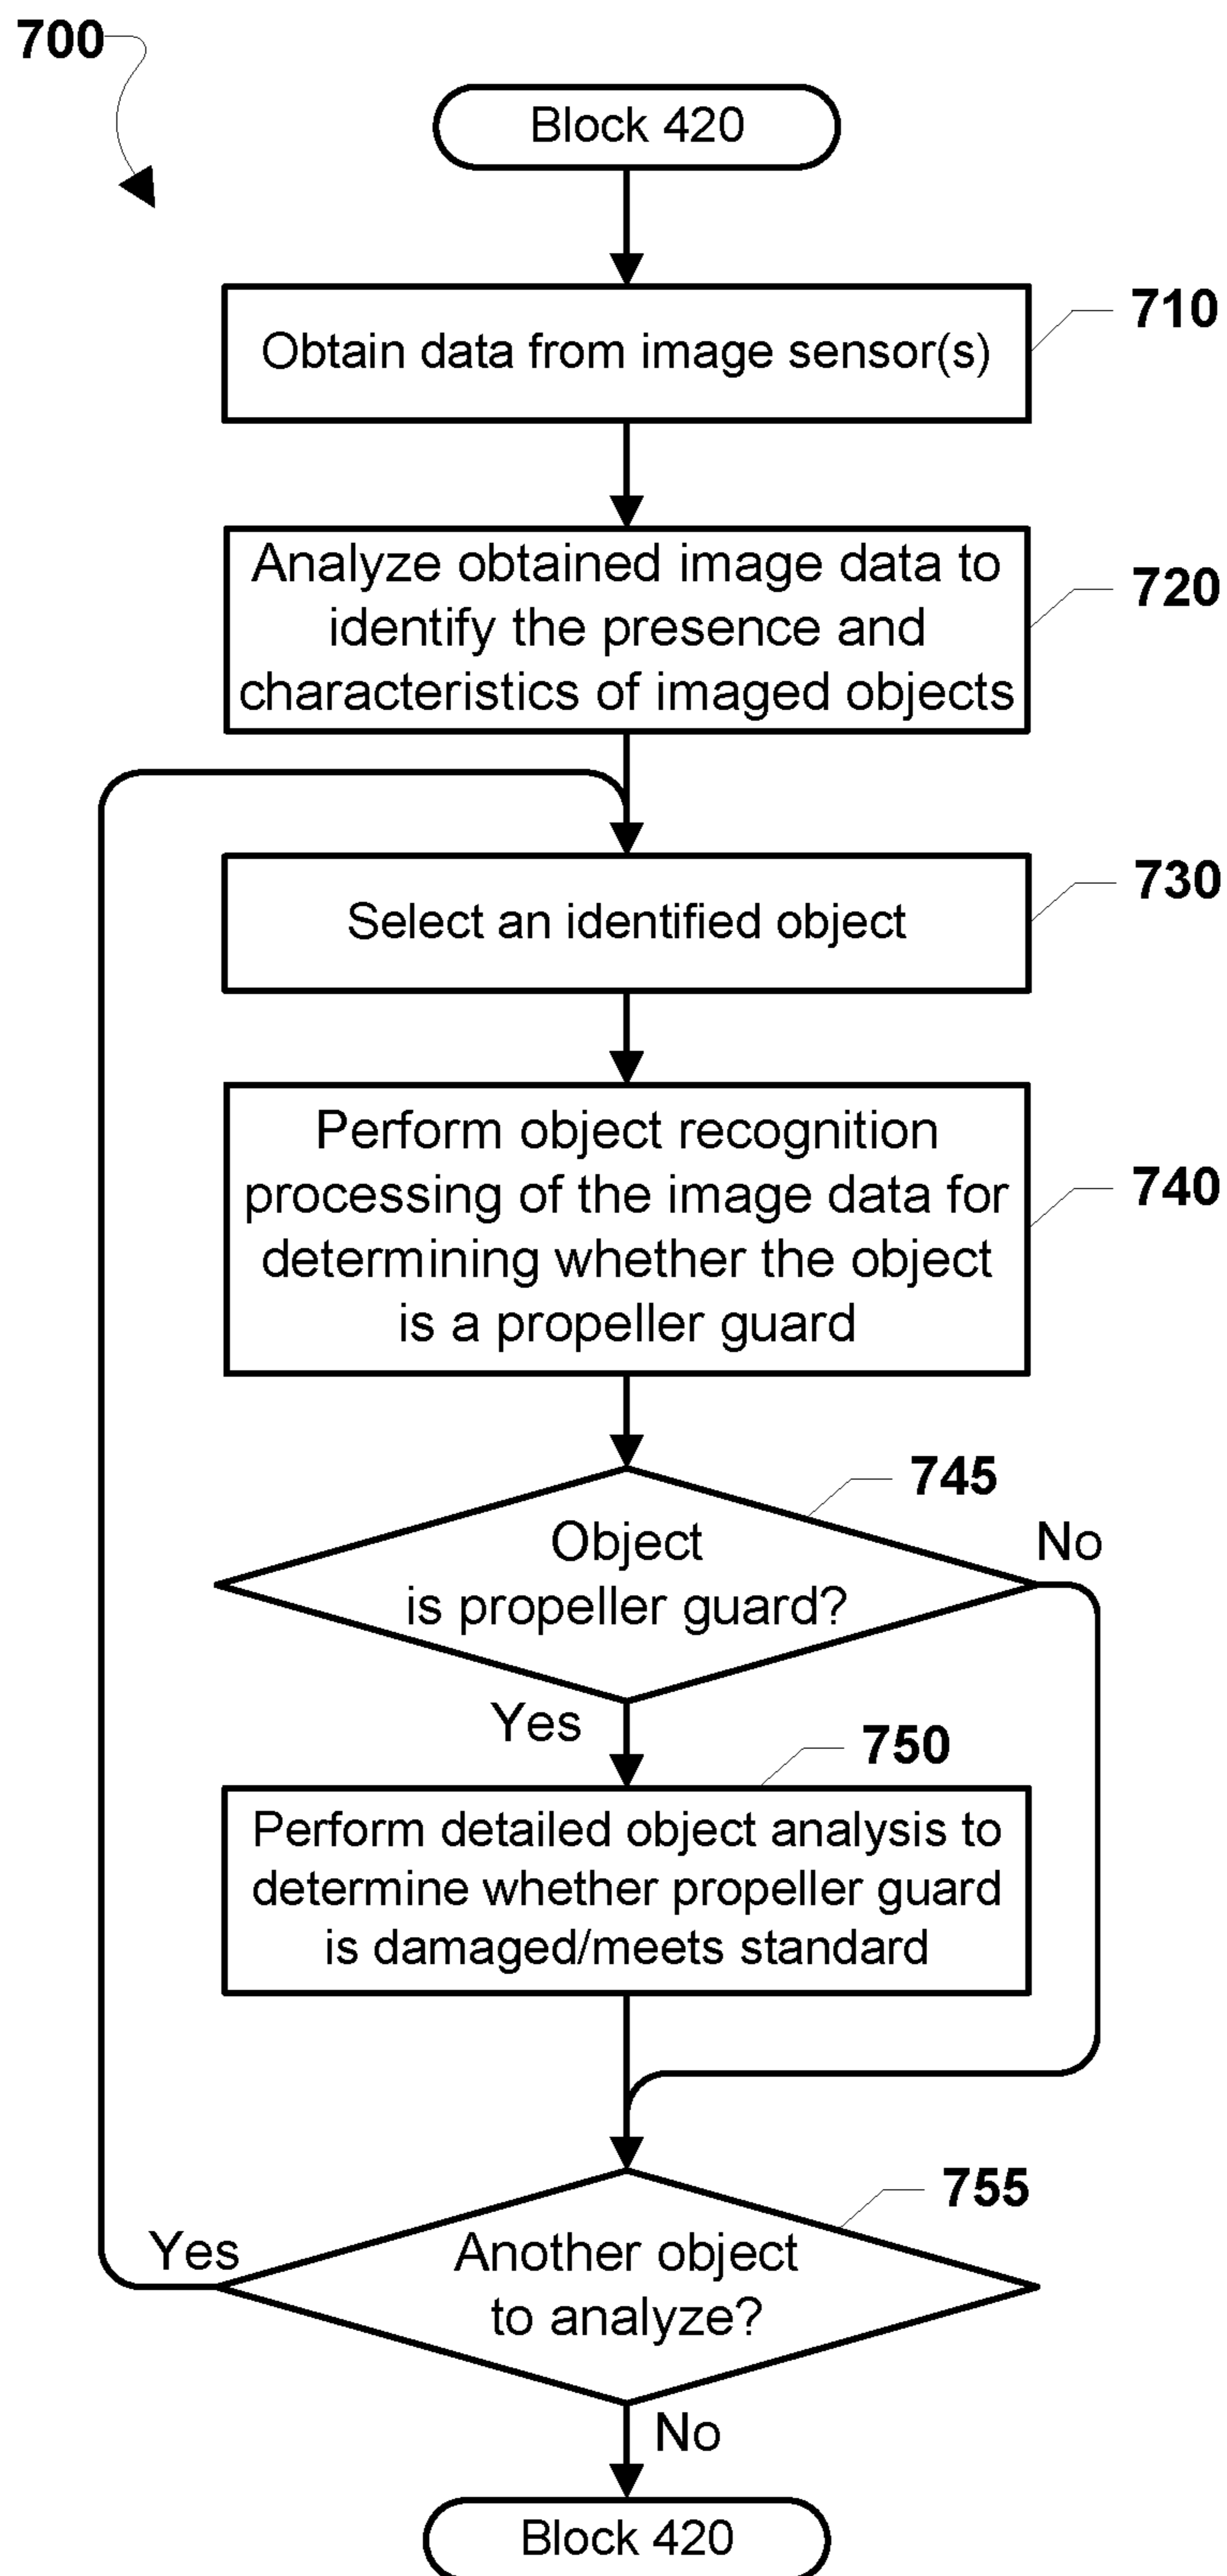 700
Block 420
Obtain data from image sensor(s)
710
Analyze obtained image data to
identify the presence and
characteristics of imaged objects
720
Select an identified object
730
Perform object recognition
processing of the image data for
determining whether the object
is a propeller guard
740
Object
is propeller guard?
745
No
Yes
750
Perform detailed object analysis to
determine whether propeller guard
is damaged/meets standard
755
Another object
to analyze?
Yes
No
Block 420